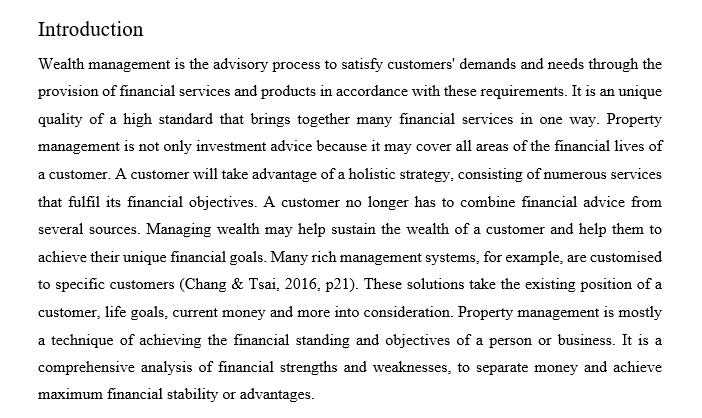 Introduction
Wealth management is the advisory process to satisfy customers' demands and needs through the
provision of financial services and products in accordance with these requirements. It is an unique
quality of a high standard that brings together many financial services in one way. Property
management is not only investment advice because it may cover all areas of the financial lives of
a customer. A customer will take advantage of a holistic strategy, consisting of numerous services
that fulfil its financial objectives. A customer no longer has to combine financial advice from
several sources. Managing wealth may help sustain the wealth of a customer and help them to
achieve their unique financial goals. Many rich management systems, for example, are customised
to specific customers (Chang & Tsai, 2016, p21). These solutions take the existing position of a
customer, life goals, current money and more into consideration. Property management is mostly
a technique of achieving the financial standing and objectives of a person or business. It is a
comprehensive analysis of financial strengths and weaknesses, to separate money and achieve
maximum financial stability or advantages.